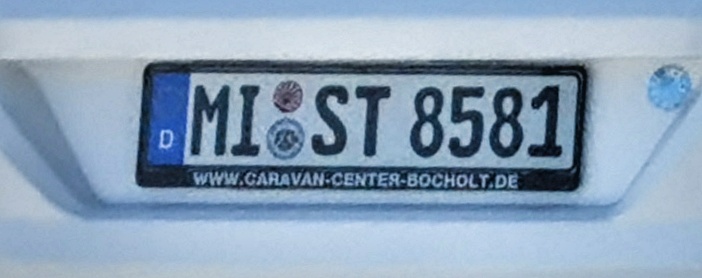 D MI ST 8581
WWW.CARAVAN-CENTER-BOCHOLT.DE